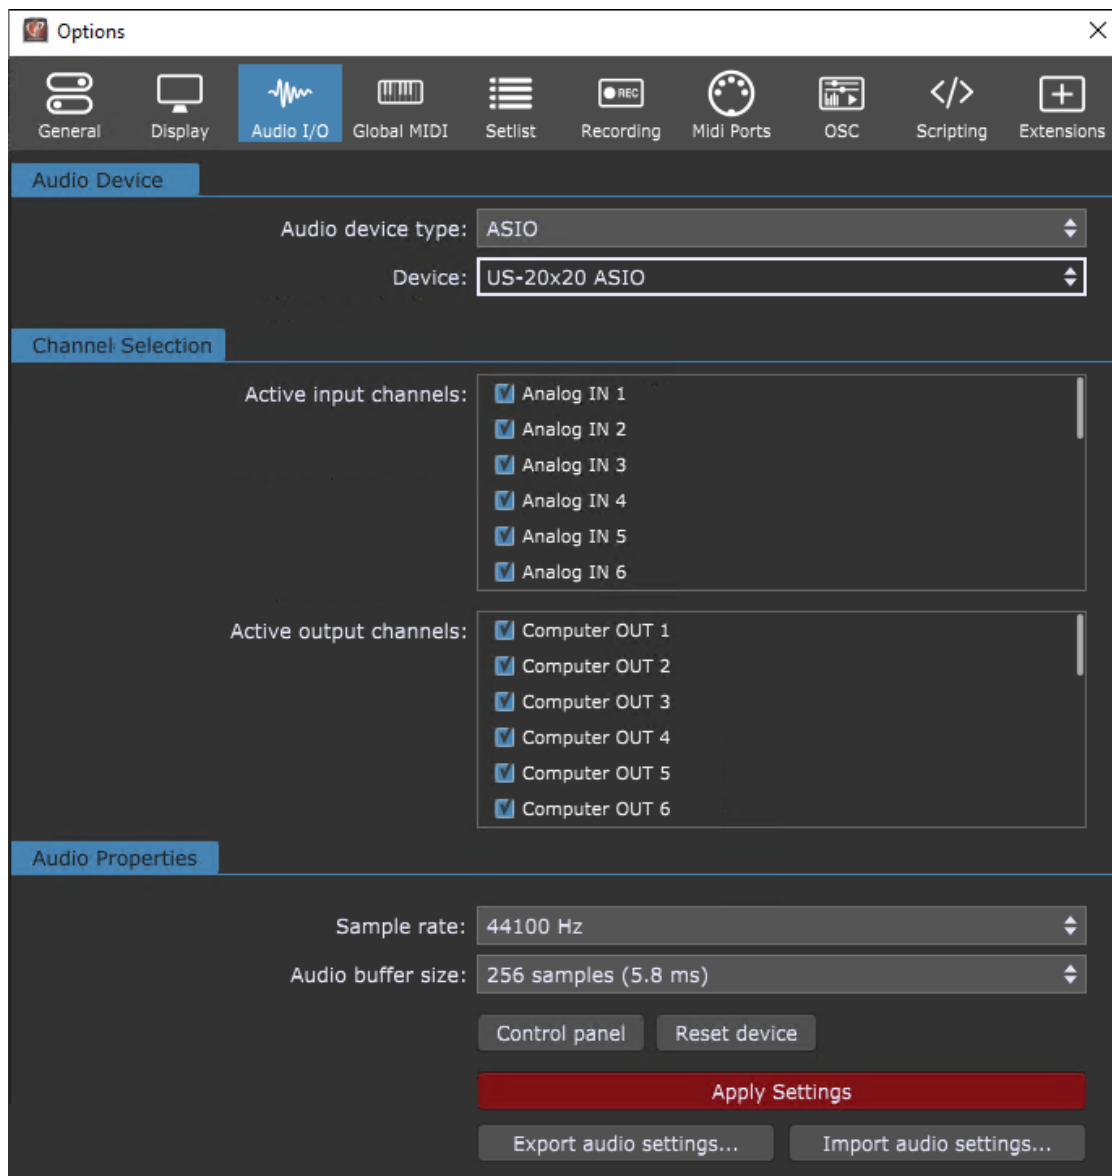 Options
General Display Audio I/O Global MIDI Setlist REC Recording Midi Ports OSC </> Scripting Extensions
Audio Device
Audio device type: ASIO
Device: US-20x20 ASIO
Channel Selection
Active input channels: Analog IN 1
Analog IN 2
Analog IN 3
Analog IN 4
Analog IN 5
Analog IN 6
Active output channels: Computer OUT 1
Computer OUT 2
Computer OUT 3
Computer OUT 4
Computer OUT 5
Computer OUT 6
Audio Properties
Sample rate: 44100 Hz
Audio buffer size: 256 samples (5.8 ms)
Control panel Reset device
Apply Settings
Export audio settings... Import audio settings...